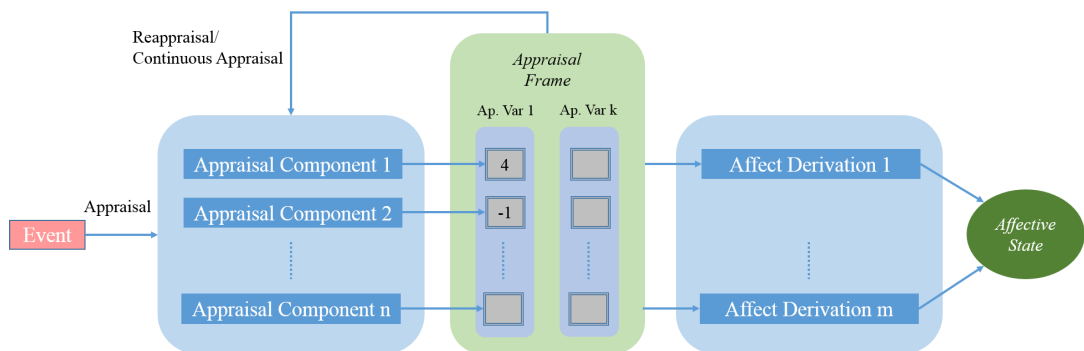 Reappraisal/
Continuous Appraisal
Appraisal
Frame
Ap. Var 1
Ap. Var k
Appraisal Component 1
4
Affect Derivation 1
Appraisal
Appraisal Component 2
-1
Event
Affective
State
Appraisal Component n
Affect Derivation m